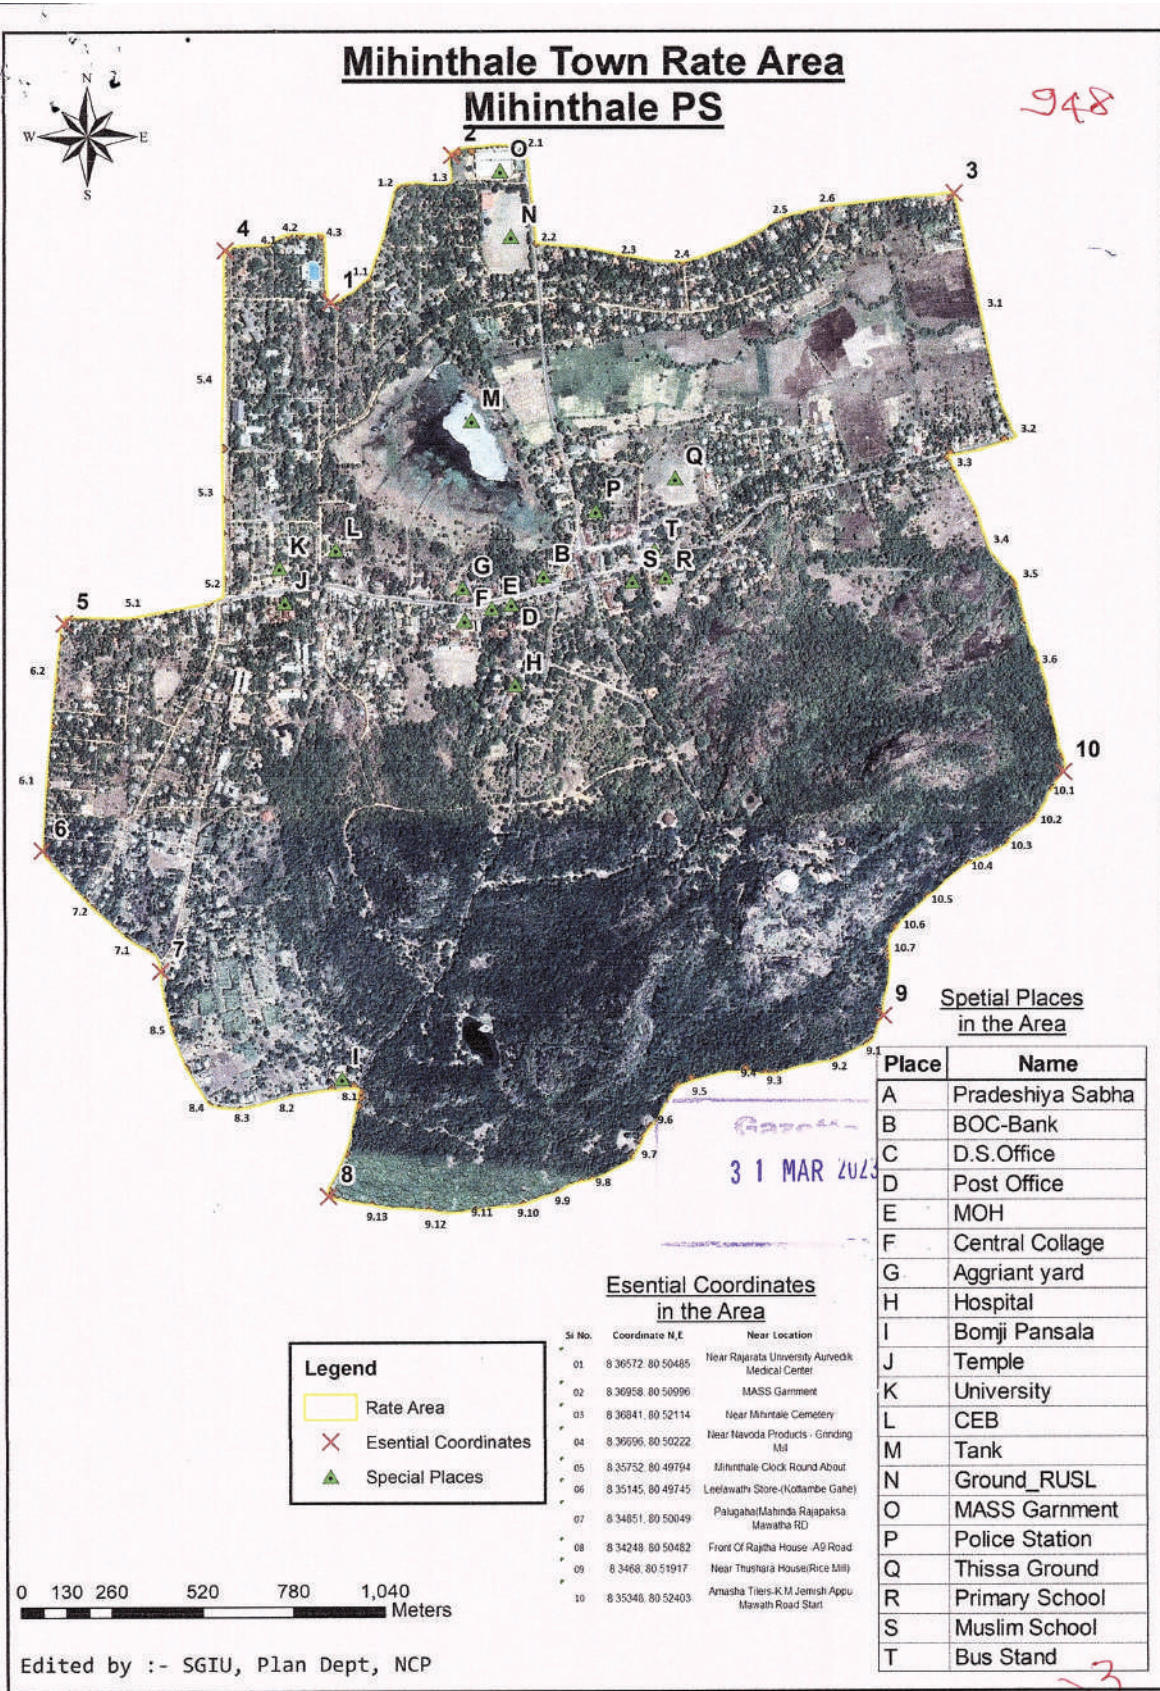 Mihinthale Town Rate Area
Mihinthale PS
948
N
W E
S
2
O 2.1
3
1.2
1.3
2.6
2.5
N
4
4.1
4.2
4.3
2.2
2.3
2.4
1
1.1
3.1
5.4
M
3.2
3.3
Q
5.3
P
3.4
L
T
K
B
S R
3.5
J
G
E
5.2
F
D
5
5.1
H
6.2
3.6
10
6.1
10.1
6
10.2
10.3
10.4
7.2
10.5
10.6
7.1
7
10.7
9
8.5
I
9.1
9.2
9.3
9.4
9.5
8.1
8.2
8.3
8.4
9.6
9.7
8
9.8
9.9
9.10
9.11
9.12
9.13
31 MAR 2023
Spetial Places
in the Area
Place Name
A Pradeshiya Sabha
B BOC-Bank
C D.S.Office
D Post Office
E MOH
F Central Collage
G Aggriant yard
H Hospital
I Bomji Pansala
J Temple
K University
L CEB
M Tank
N Ground_RUSL
O MASS Garnment
P Police Station
Q Thissa Ground
R Primary School
S Muslim School
T Bus Stand
Esential Coordinates
in the Area
Si No. Coordinate N,E Near Location
01 8.36572, 80.50485 Near Rajarata University Aurvedik
Medical Center
02 8.36958, 80.50996 MASS Garnment
03 8.36841, 80.52114 Near Mihintale Cemetery
04 8.36696, 80.50222 Near Navoda Products - Grinding
Mill
05 8.35752, 80.49794 Mihinthale Clock Round About
06 8.35145, 80.49745 Leelawathi Store-(Kottambe Gahe)
07 8.34851, 80.50049 Palugaha(Mahinda Rajapaksa
Mawatha RD
08 8.34248, 80.50482 Front Of Rajitha House -A9 Road
09 8.3468, 80.51917 Near Thushara House(Rice Mill)
10 8.35348, 80.52403 Amasha Tilers-K.M.Jemish Appu
Mawath Road Start
Legend
Rate Area
Esential Coordinates
Special Places
0 130 260 520 780 1,040
Meters
Edited by :- SGIU, Plan Dept, NCP